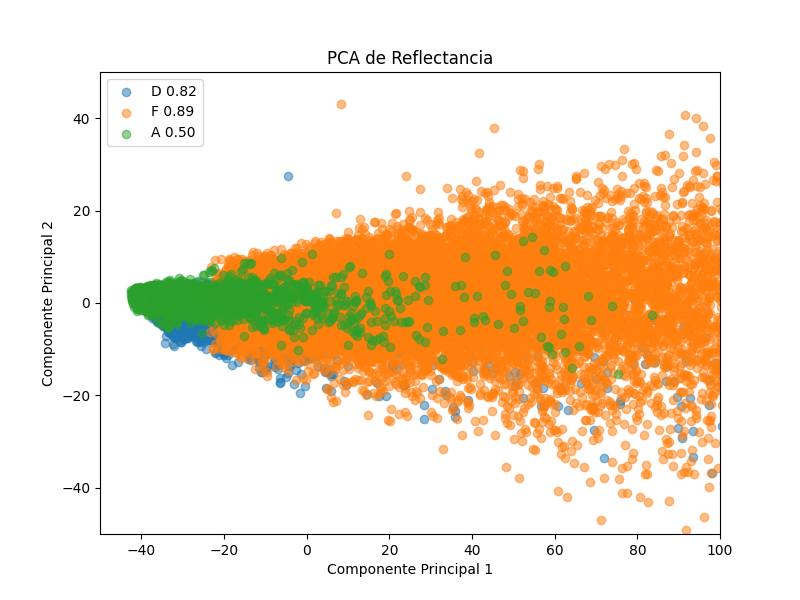 PCA de Reflectancia
D 0.82
F 0.89
A 0.50
Componente Principal 2
40
20
0
−20
−40
−40 −20 0 20 40 60 80 100
Componente Principal 1